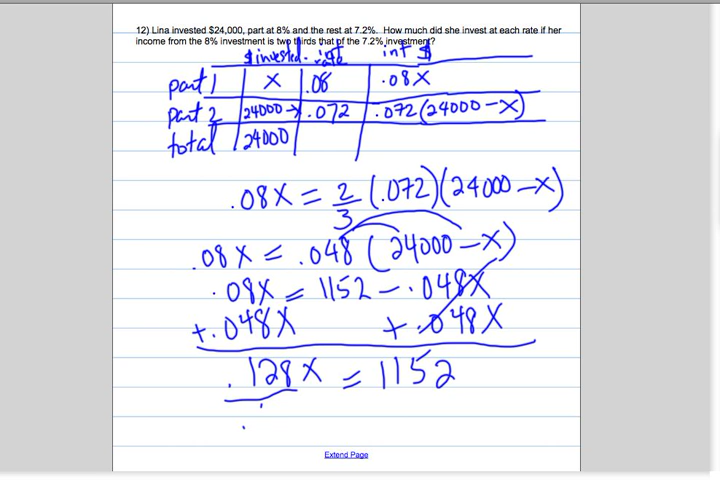 12) Lina invested $24,000, part at 8% and the rest at 7.2%. How much did she invest at each rate if her
income from the 8% investment is two thirds that of the 7.2% investment?
$ invested int rate int $
part 1 X .08 .08X
part 2 24000-x .072 .072(24000-X)
total 24000
.08X = 2/3 (.072)(24000-X)
.08X = .048(24000-X)
.08X = 1152-.048X
+.048X +.048X
.128X = 1152
Extend Page